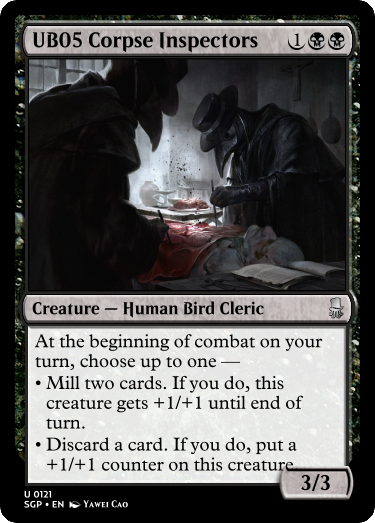 UB05 Corpse Inspectors 1
Creature — Human Bird Cleric
At the beginning of combat on your
turn, choose up to one —
• Mill two cards. If you do, this
creature gets +1/+1 until end of
turn.
• Discard a card. If you do, put a
+1/+1 counter on this creature.
3/3
U 0121
SGP • EN Yawei Cao